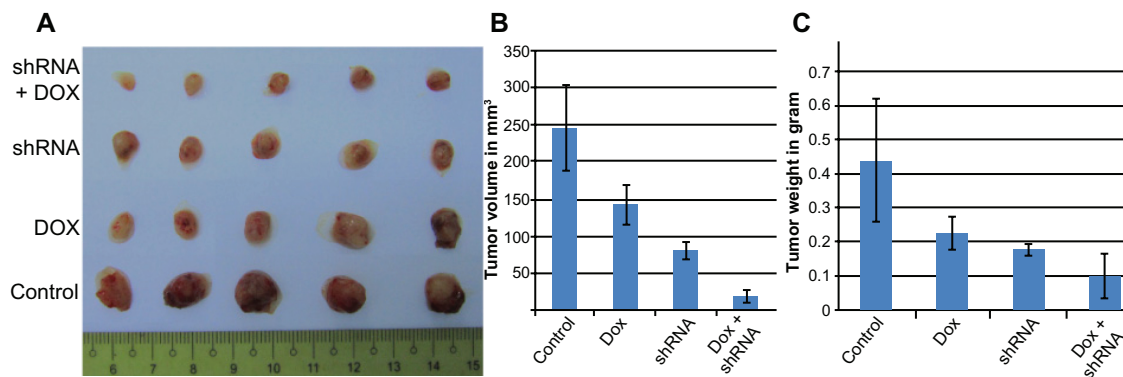 A
shRNA
+ DOX
shRNA
DOX
Control
6 7 8 9 10 11 12 13 14 15
B
Tumor volume in mm³
350
300
250
200
150
100
50
Control
Dox
shRNA
Dox +
shRNA
C
Tumor weight in gram
0.7
0.6
0.5
0.4
0.3
0.2
0.1
0
Control
Dox
shRNA
Dox +
shRNA